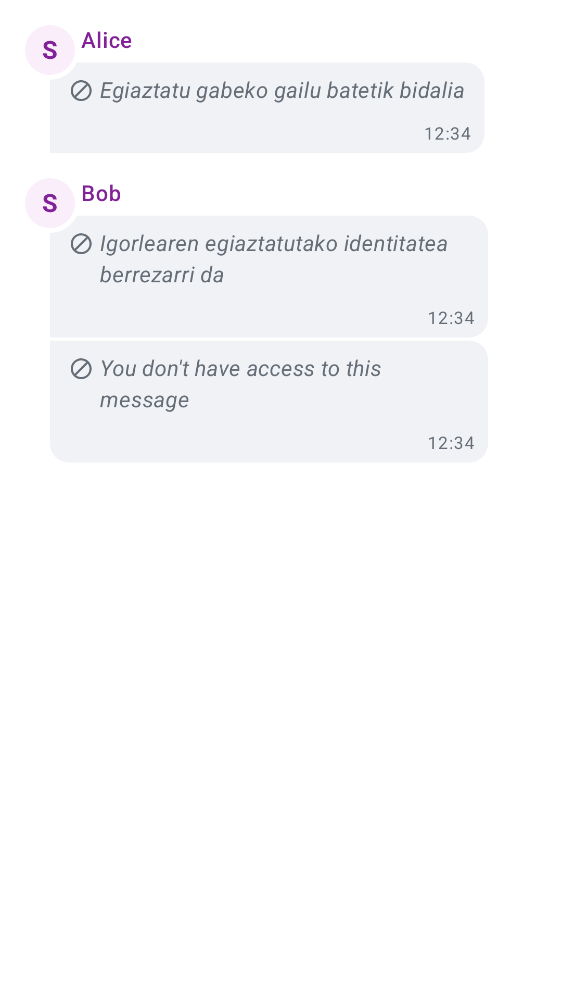 S Alice
Egiaztatu gabeko gailu batetik bidalia
12:34
S Bob
Igorlearen egiaztatutako identitatea
berrezarri da
12:34
You don't have access to this
message
12:34